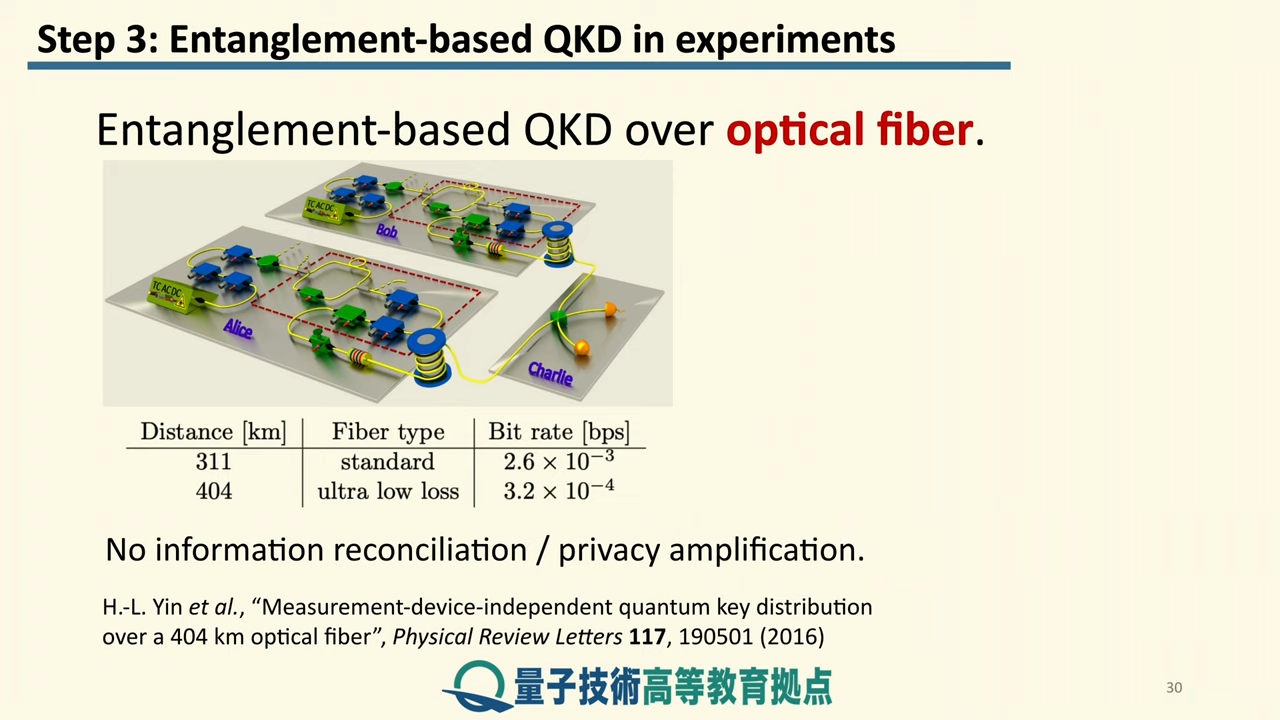 Step 3: Entanglement-based QKD in experiments
Entanglement-based QKD over optical fiber.
TC AC DC
Bob
TC AC DC
Alice
Charlie
Distance [km] Fiber type Bit rate [bps]
311 standard 2.6 × 10⁻³
404 ultra low loss 3.2 × 10⁻⁴
No information reconciliation / privacy amplification.
H.-L. Yin et al., “Measurement-device-independent quantum key distribution
over a 404 km optical fiber”, Physical Review Letters 117, 190501 (2016)
量子技術高等教育拠点
30